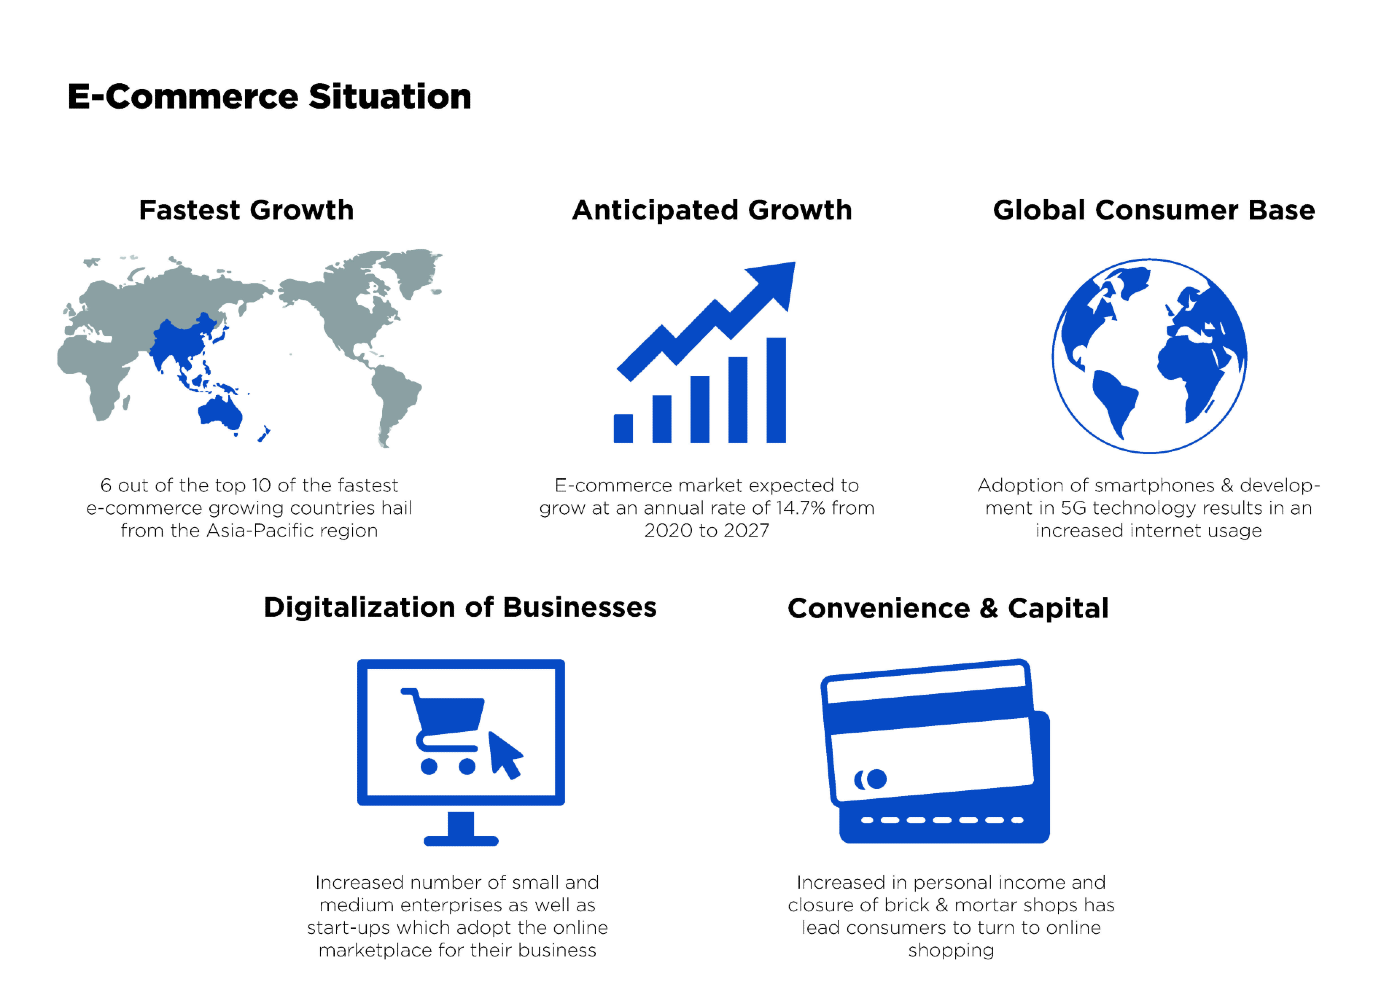 E-Commerce Situation
Fastest Growth
6 out of the top 10 of the fastest
e-commerce growing countries hail
from the Asia-Pacific region
Anticipated Growth
E-commerce market expected to
grow at an annual rate of 14.7% from
2020 to 2027
Global Consumer Base
Adoption of smartphones & develop-
ment in 5G technology results in an
increased internet usage
Digitalization of Businesses
Increased number of small and
medium enterprises as well as
start-ups which adopt the online
marketplace for their business
Convenience & Capital
Increased in personal income and
closure of brick & mortar shops has
lead consumers to turn to online
shopping